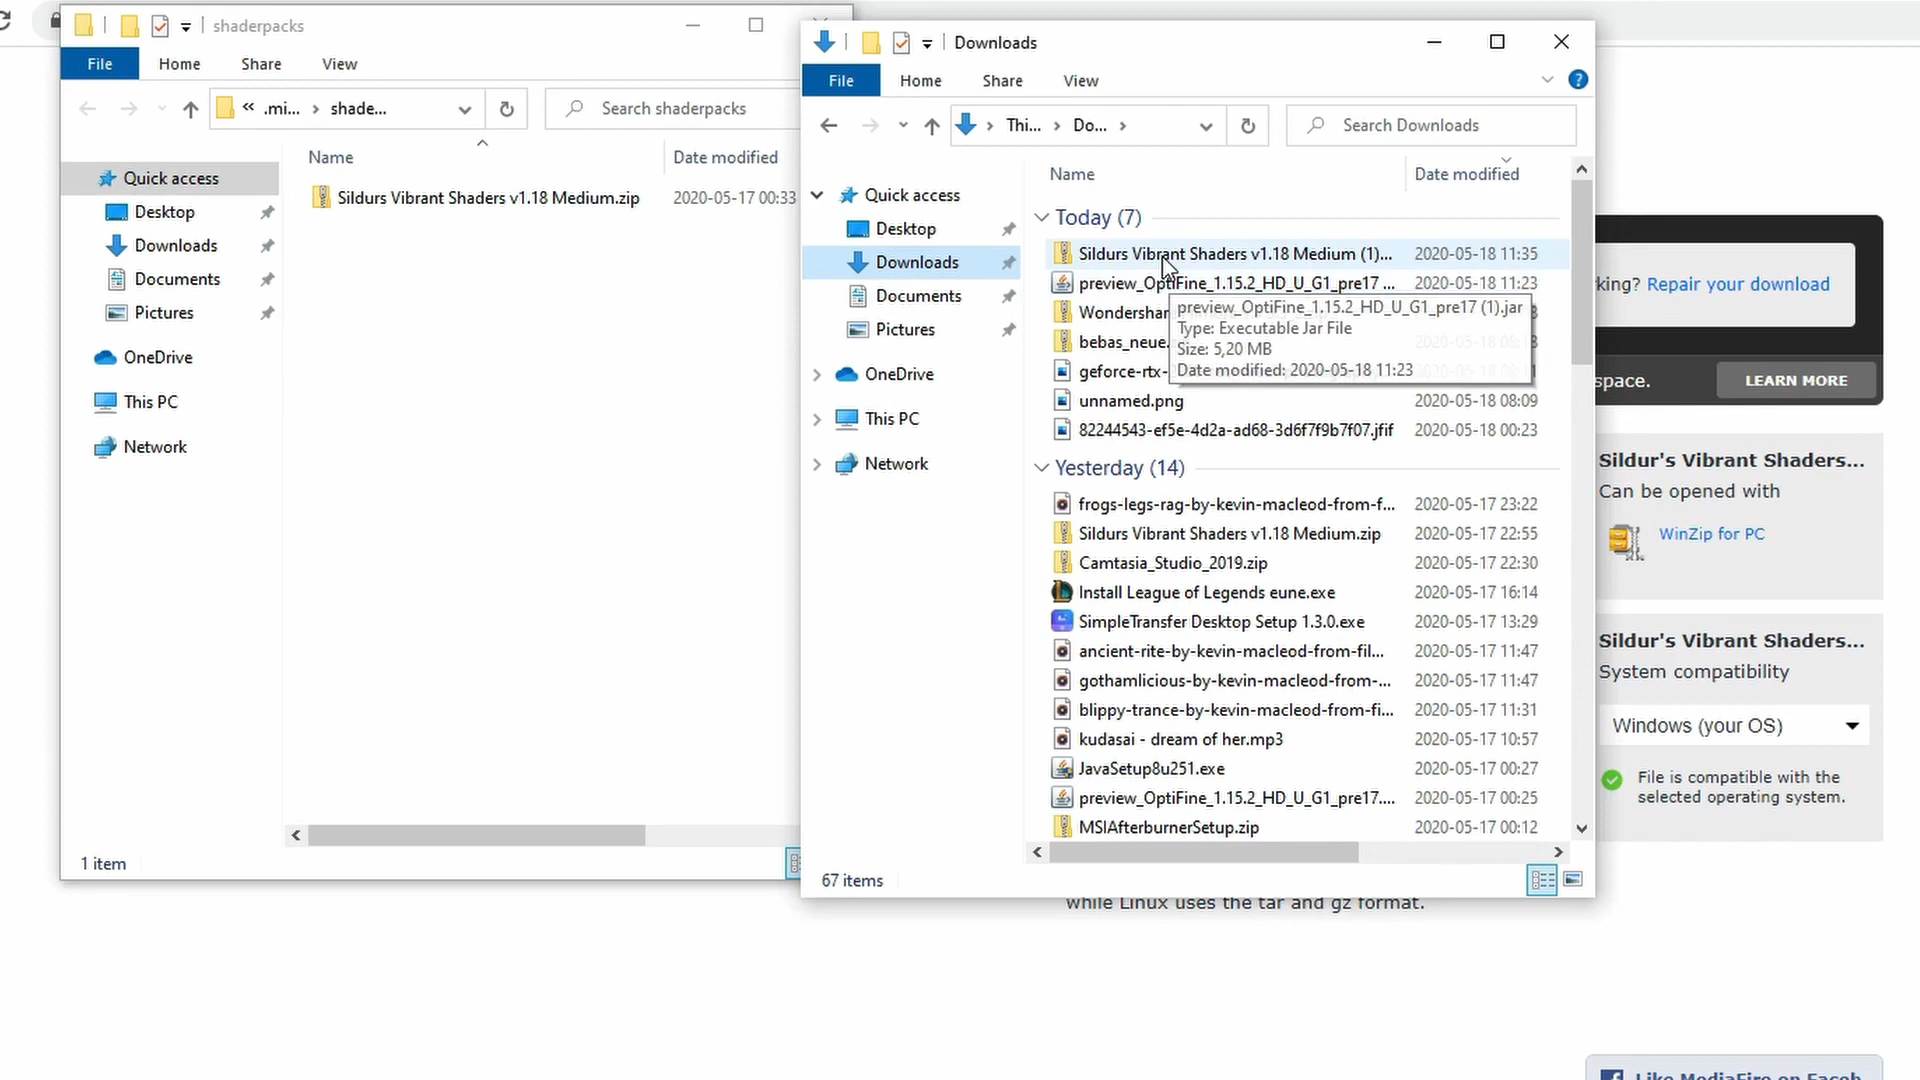 shaderpacks
File Home Share View
« .mi... › shade...
Search shaderpacks
Name Date modified
Quick access
Desktop
Downloads
Documents
Pictures
OneDrive
This PC
Network
Sildurs Vibrant Shaders v1.18 Medium.zip 2020-05-17 00:33
1 item
Downloads
File Home Share View
› Thi... › Do... ›
Search Downloads
Name Date modified
Quick access
Desktop
Downloads
Documents
Pictures
OneDrive
This PC
Network
Today (7)
Sildurs Vibrant Shaders v1.18 Medium (1)... 2020-05-18 11:35
preview_OptiFine_1.15.2_HD_U_G1_pre17 ... 2020-05-18 11:23
Wondershar
bebas_neue.
geforce-rtx-
preview_OptiFine_1.15.2_HD_U_G1_pre17 (1).jar
Type: Executable Jar File
Size: 5,20 MB
Date modified: 2020-05-18 11:23
unnamed.png 2020-05-18 08:09
82244543-ef5e-4d2a-ad68-3d6f7f9b7f07.jfif 2020-05-18 00:23
Yesterday (14)
frogs-legs-rag-by-kevin-macleod-from-f... 2020-05-17 23:22
Sildurs Vibrant Shaders v1.18 Medium.zip 2020-05-17 22:55
Camtasia_Studio_2019.zip 2020-05-17 22:30
Install League of Legends eune.exe 2020-05-17 16:14
SimpleTransfer Desktop Setup 1.3.0.exe 2020-05-17 13:29
ancient-rite-by-kevin-macleod-from-fil... 2020-05-17 11:47
gothamlicious-by-kevin-macleod-from-... 2020-05-17 11:47
blippy-trance-by-kevin-macleod-from-fi... 2020-05-17 11:31
kudasai - dream of her.mp3 2020-05-17 10:57
JavaSetup8u251.exe 2020-05-17 00:27
preview_OptiFine_1.15.2_HD_U_G1_pre17.... 2020-05-17 00:25
MSIAfterburnerSetup.zip 2020-05-17 00:12
67 items
king? Repair your download
space. LEARN MORE
Sildur's Vibrant Shaders...
Can be opened with
WinZip for PC
Sildur's Vibrant Shaders...
System compatibility
Windows (your OS)
File is compatible with the
selected operating system.
while Linux uses the tar and gz format.
Like MediaFire on Faceb